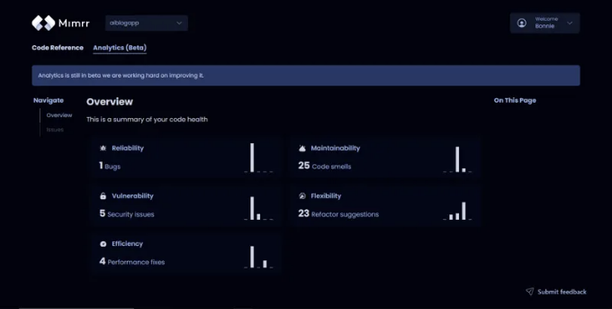 Mimrr
aiblogapp
Welcome
Bonnie
Code Reference
Analytics (Beta)
Analytics is still in beta we are working hard on improving it.
Navigate
Overview
Issues
Overview
This is a summary of your code health
On This Page
Reliability
1 Bugs
Maintainability
25 Code smells
Vulnerability
5 Security issues
Flexibility
23 Refactor suggestions
Efficiency
4 Performance fixes
Submit feedback